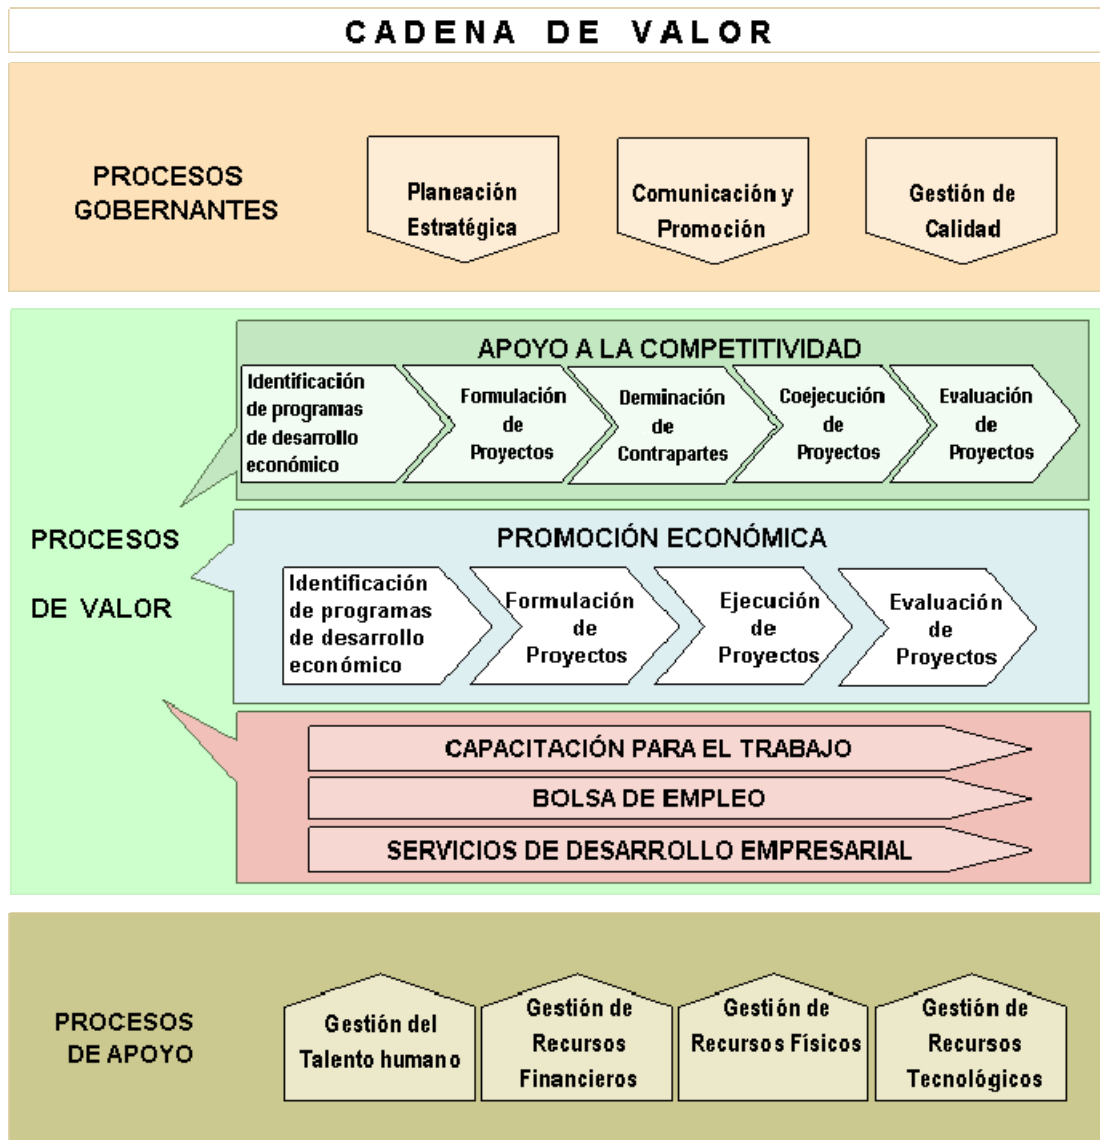 CADENA DE VALOR
PROCESOS
GOBERNANTES
Planeación
Estratégica
Comunicación y
Promoción
Gestión de
Calidad
PROCESOS
DE VALOR
APOYO A LA COMPETITIVIDAD
Identificación
de programas
de desarrollo
económico
Formulación
de
Proyectos
Derminación
de
Contrapartes
Coejecución
de
Proyectos
Evaluación
de
Proyectos
PROMOCIÓN ECONÓMICA
Identificación
de programas
de desarrollo
económico
Formulación
de
Proyectos
Ejecución
de
Proyectos
Evaluación
de
Proyectos
CAPACITACIÓN PARA EL TRABAJO
BOLSA DE EMPLEO
SERVICIOS DE DESARROLLO EMPRESARIAL
PROCESOS
DE APOYO
Gestión del
Talento humano
Gestión de
Recursos
Financieros
Gestión de
Recursos Físicos
Gestión de
Recursos
Tecnológicos